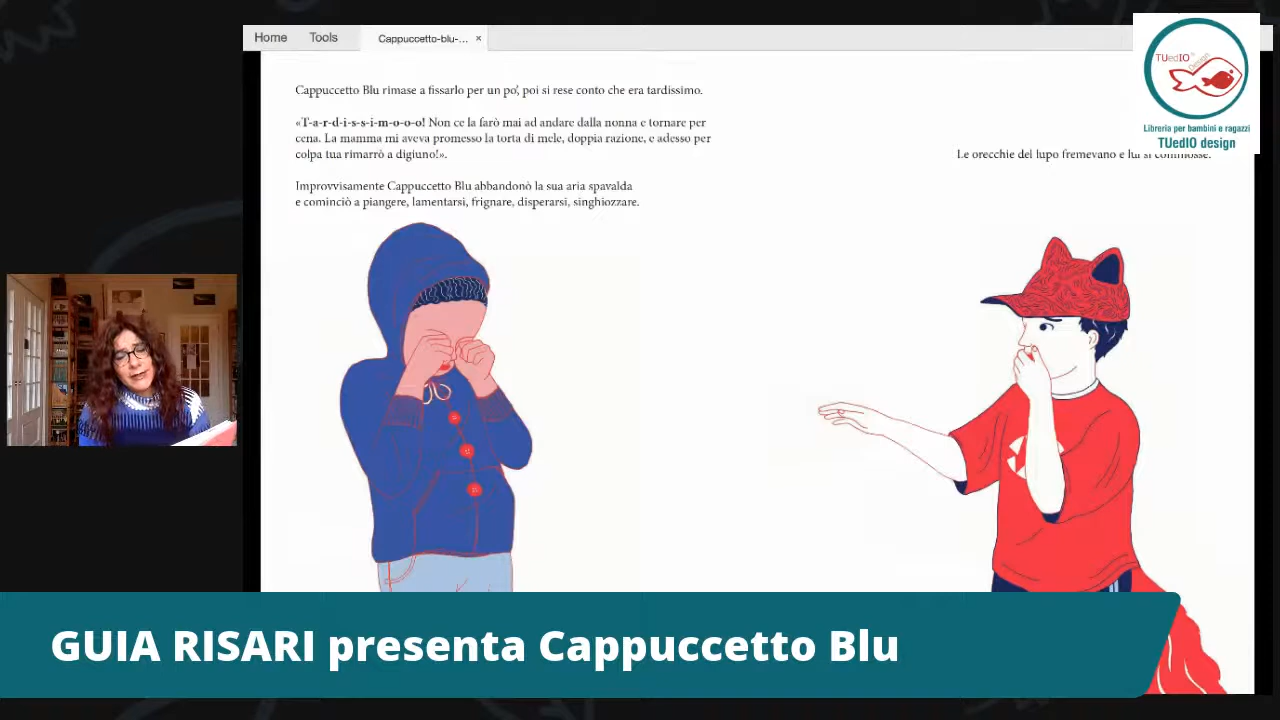 Home Tools Cappuccetto-blu-... ×
TUedIO
Design
Libreria per bambini e ragazzi
TUedIO design
Cappuccetto Blu rimase a fissarlo per un po', poi si rese conto che era tardissimo.
«T-a-r-d-i-s-s-i-m-o-o-o! Non ce la farò mai ad andare dalla nonna e tornare per
cena. La mamma mi aveva promesso la torta di mele, doppia razione, e adesso per
colpa tua rimarrò a digiuno!».
Improvvisamente Cappuccetto Blu abbandonò la sua aria spavalda
e cominciò a piangere, lamentarsi, frignare, disperarsi, singhiozzare.
Le orecchie del lupo fremevano e lui si commosse.
GUIA RISARI presenta Cappuccetto Blu